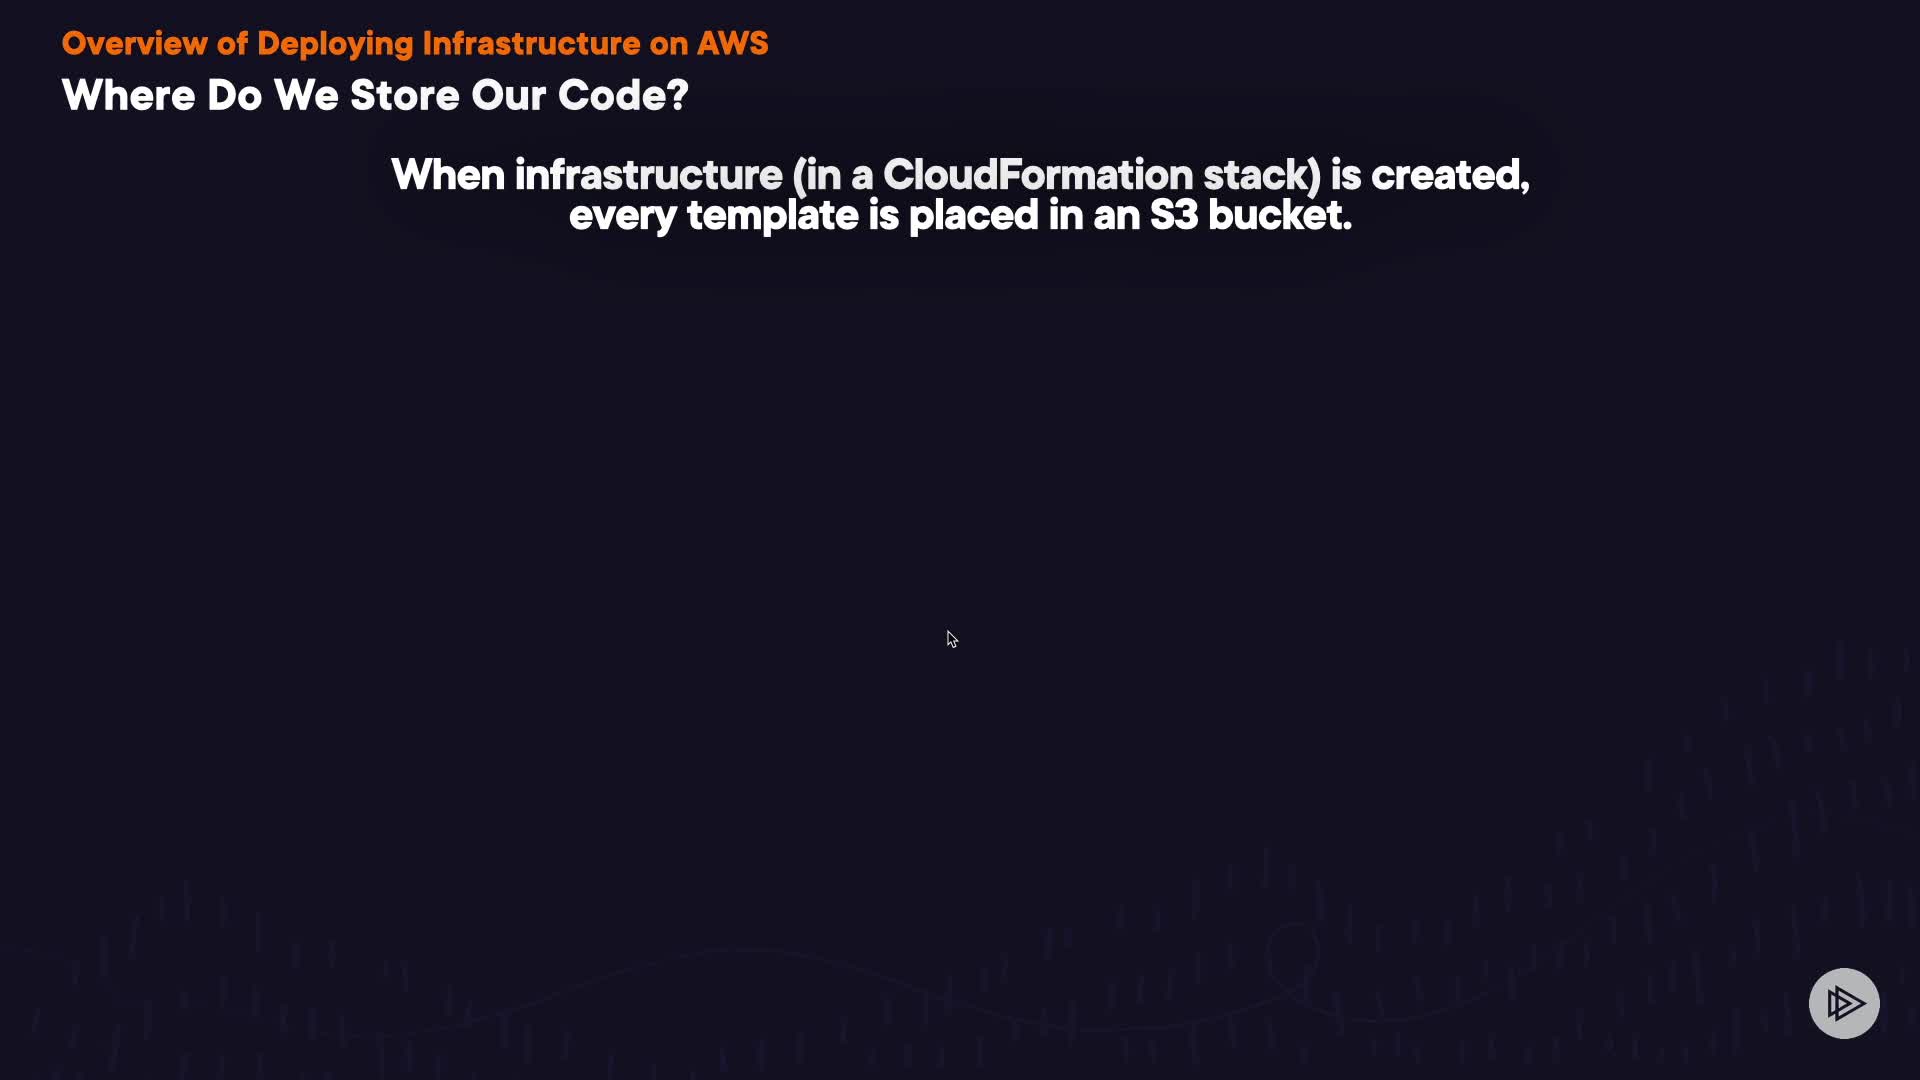 Overview of Deploying Infrastructure on AWS
Where Do We Store Our Code?
When infrastructure (in a CloudFormation stack) is created,
every template is placed in an S3 bucket.